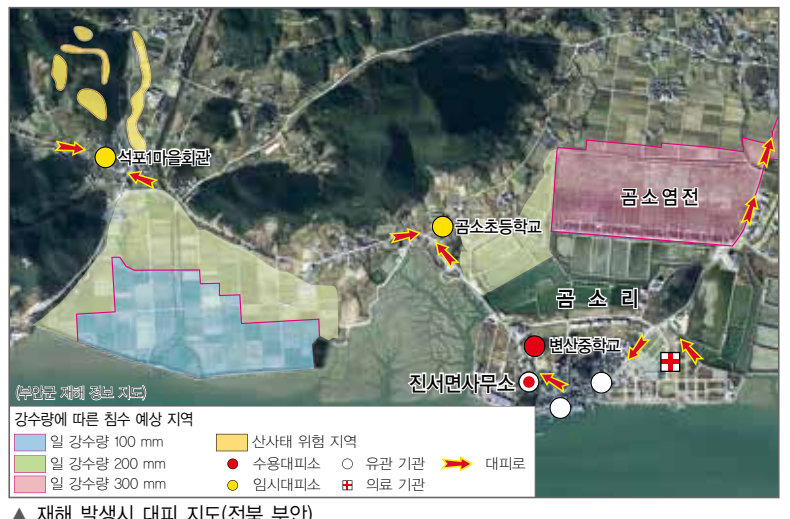 석포1마을회관
곰소염전
곰소초등학교
곰 소 리
변산중학교
진서면사무소
(부안군 재해 정보 지도)
강수량에 따른 침수 예상 지역
일 강수량 100 mm
산사태 위험 지역
일 강수량 200 mm
수용대피소
유관 기관
대피로
일 강수량 300 mm
임시대피소
의료 기관
▲ 재해 발생시 대피 지도(전북 부안)